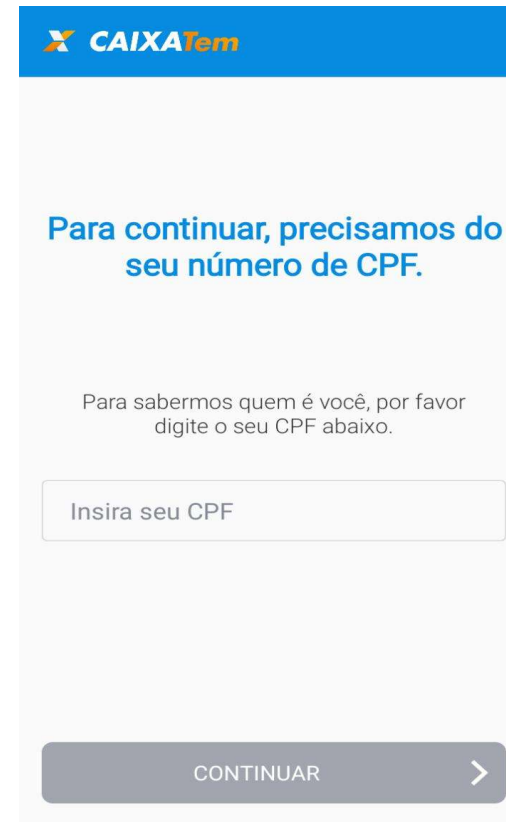 CAIXATem
Para continuar, precisamos do
seu número de CPF.
Para sabermos quem é você, por favor
digite o seu CPF abaixo.
Insira seu CPF
CONTINUAR